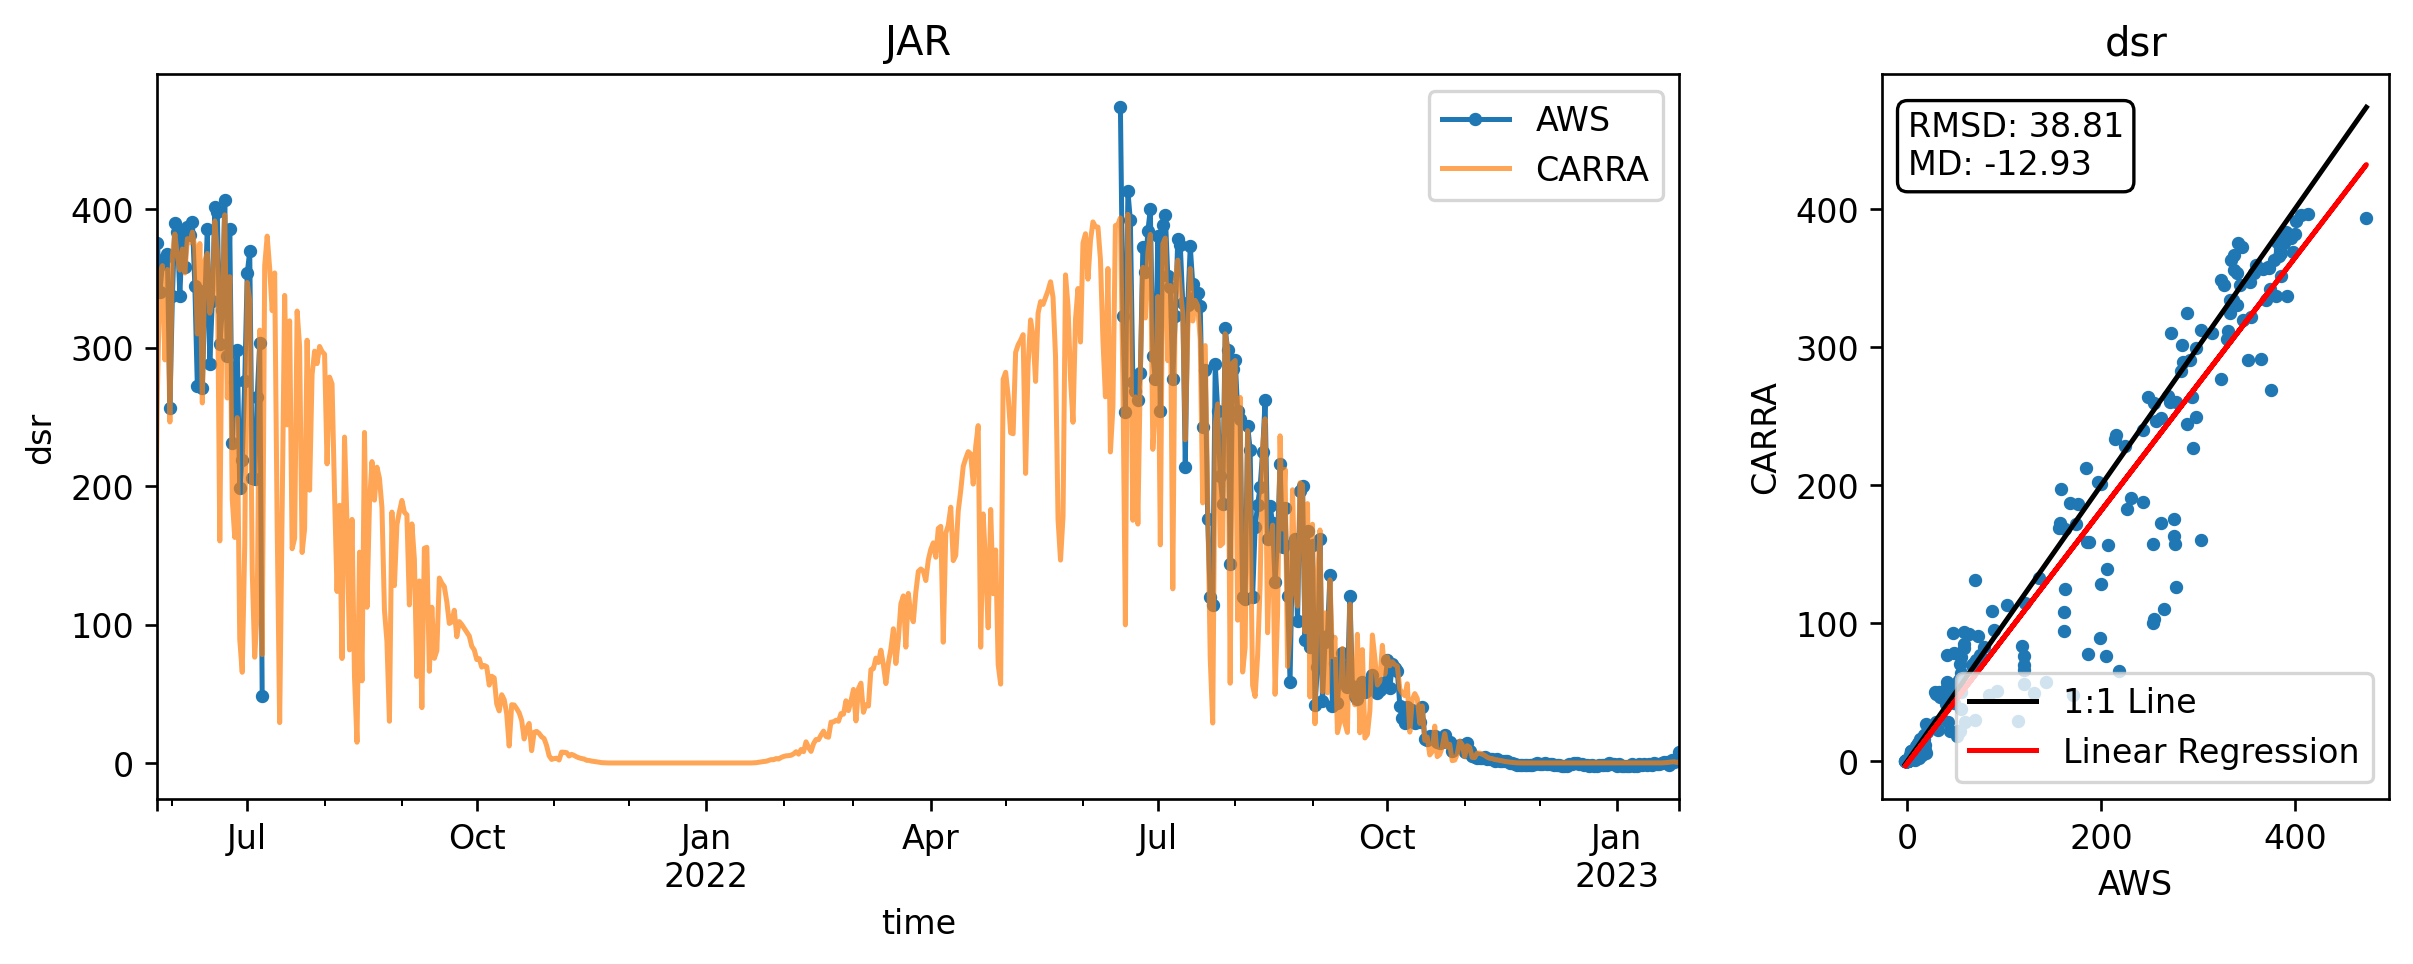 JAR
dsr
400
300
200
100
0
Jul
Oct
Jan
2022
Apr
Jul
Oct
Jan
2023
time
AWS
CARRA
dsr
RMSD: 38.81
MD: -12.93
CARRA
400
300
200
100
0
0
200
400
AWS
1:1 Line
Linear Regression